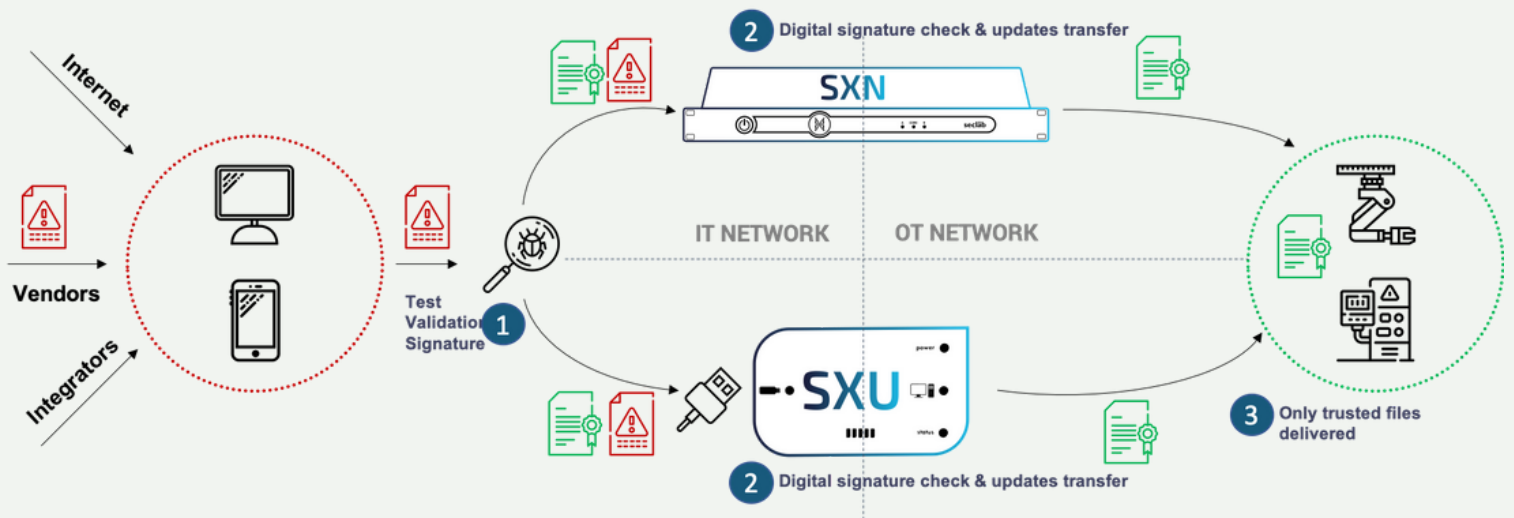 Internet
Vendors
Integrators
Test
Validation
Signature
1
2
Digital signature check & updates transfer
SXN
seclab
IT NETWORK
OT NETWORK
power
SXU
status
2
Digital signature check & updates transfer
3
Only trusted files
delivered